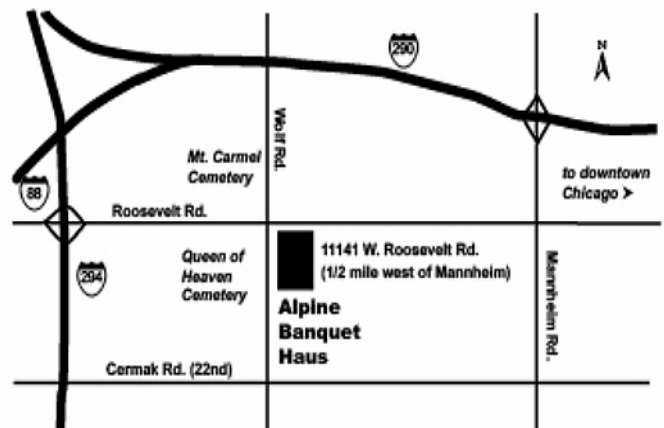 290
N
Wolf Rd.
Mt. Carmel
Cemetery
to downtown
Chicago ➤
88
Roosevelt Rd.
Queen of
Heaven
Cemetery
11141 W. Roosevelt Rd.
(1/2 mile west of Mannheim)
294
Mannheim Rd.
Alpine
Banquet
Haus
Cermak Rd. (22nd)